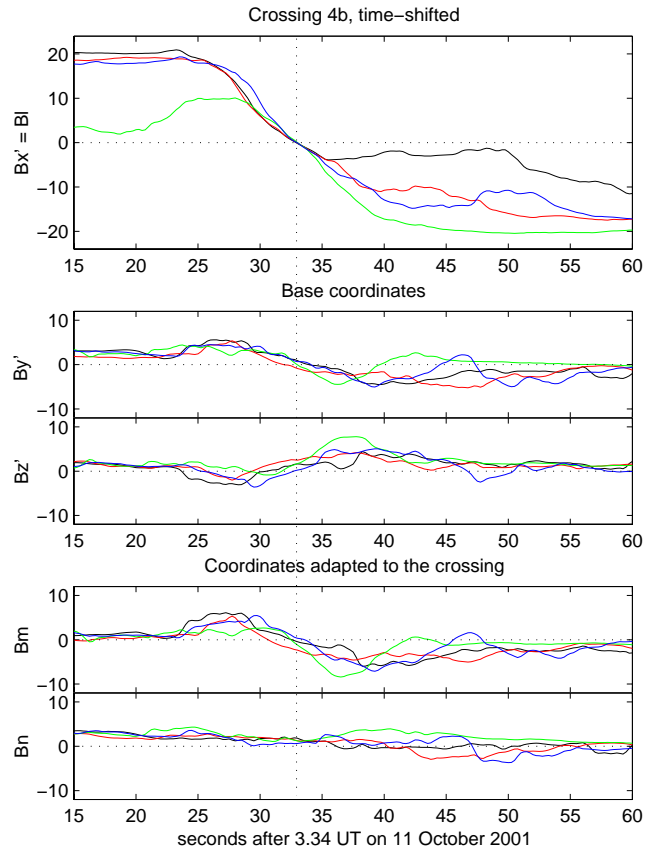 Crossing 4b, time−shifted
Bx' = Bl
20
10
0
−10
−20
15 20 25 30 35 40 45 50 55 60
Base coordinates
By'
10
0
−10
Bz'
10
0
−10
15 20 25 30 35 40 45 50 55 60
Coordinates adapted to the crossing
Bm
10
0
−10
Bn
10
0
−10
15 20 25 30 35 40 45 50 55 60
seconds after 3.34 UT on 11 October 2001